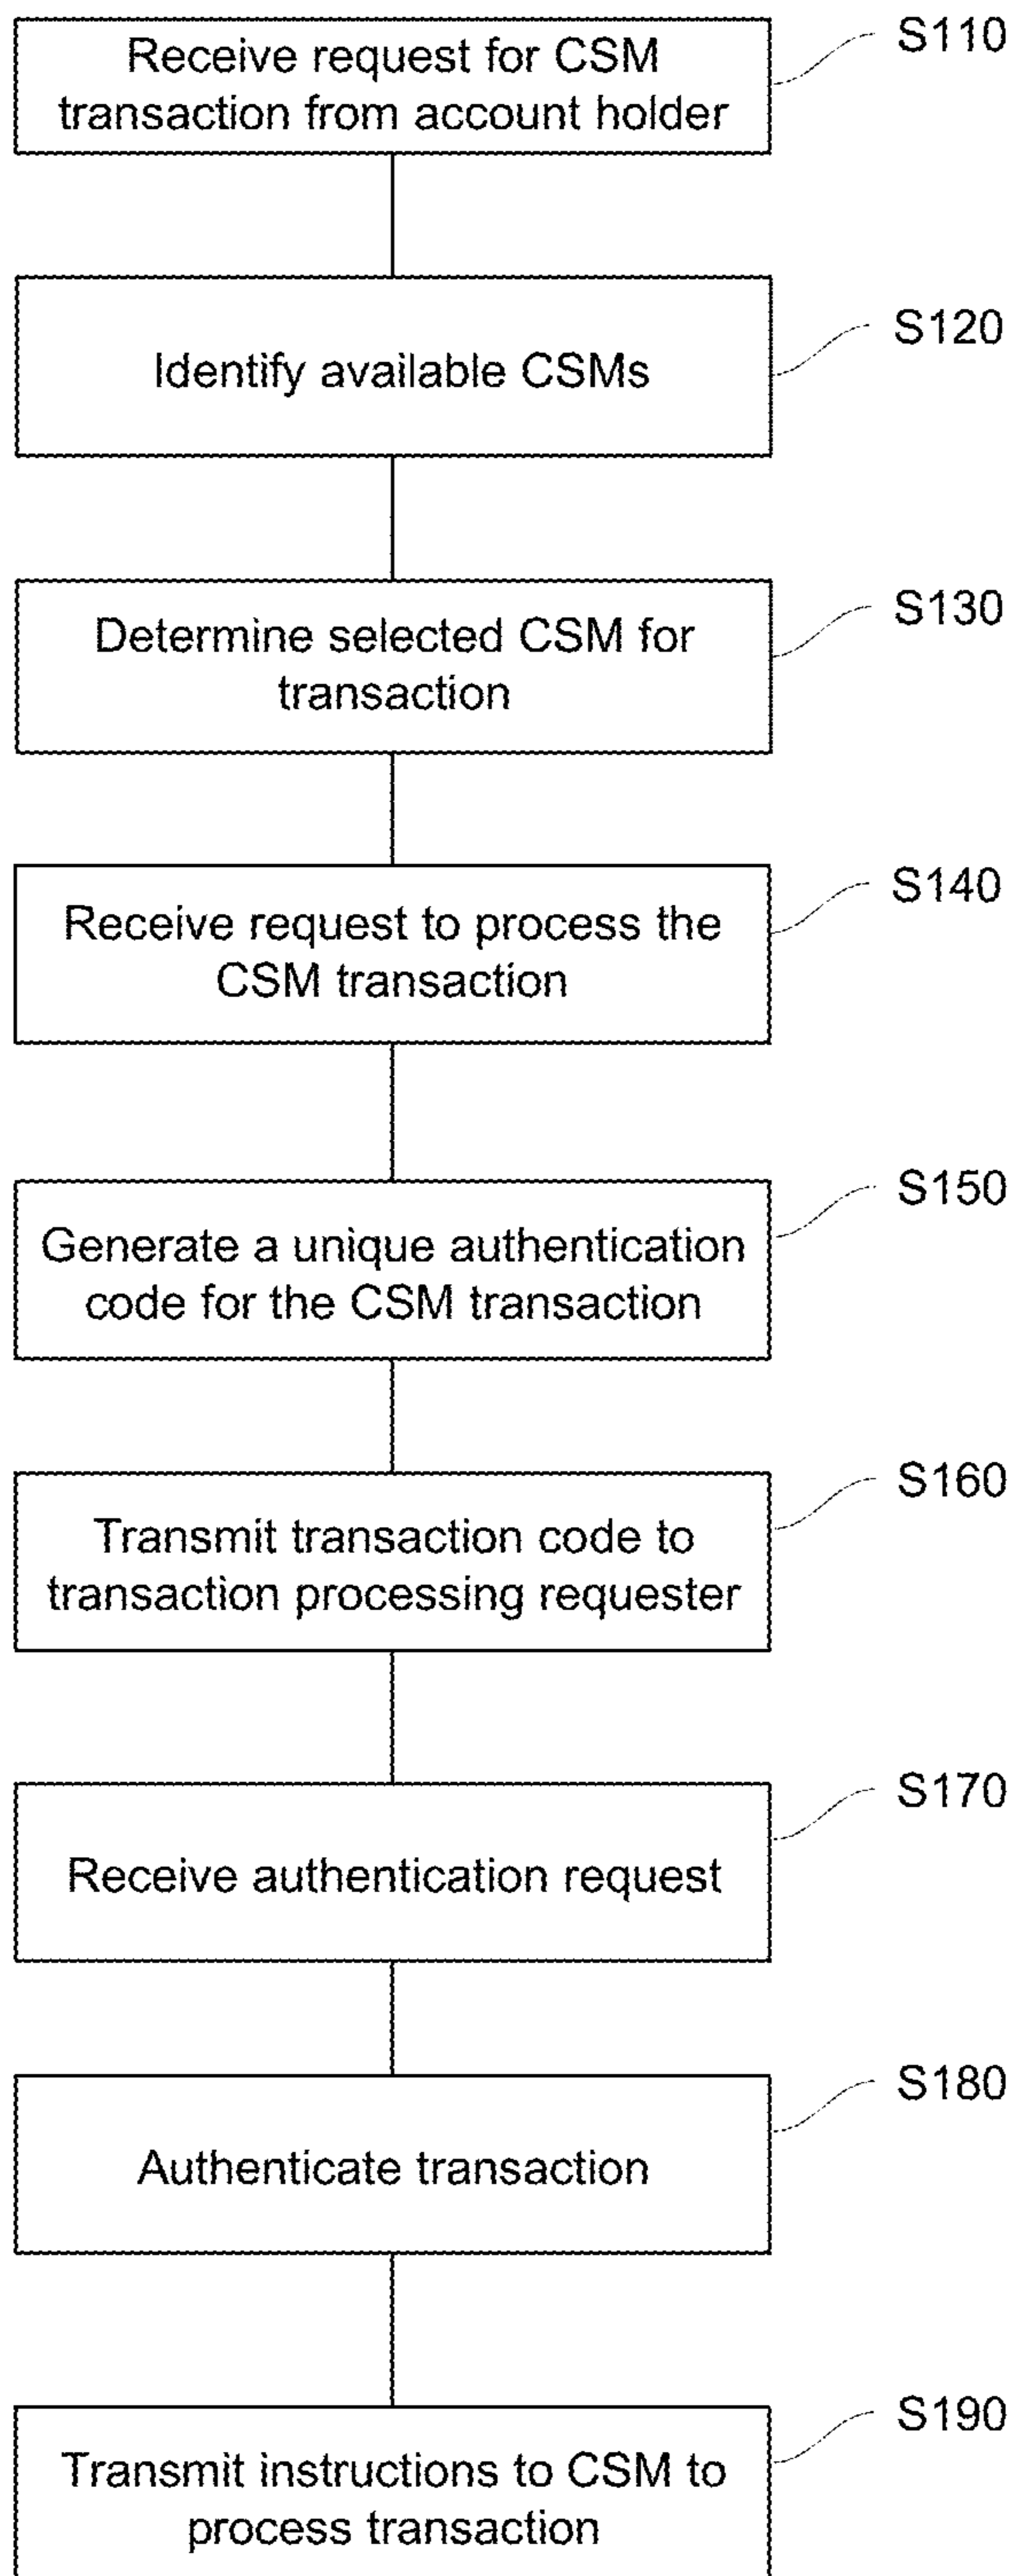 Receive request for CSM
transaction from account holder
S110
Identify available CSMs
S120
Determine selected CSM for
transaction
S130
Receive request to process the
CSM transaction
S140
Generate a unique authentication
code for the CSM transaction
S150
Transmit transaction code to
transaction processing requester
S160
Receive authentication request
S170
Authenticate transaction
S180
Transmit instructions to CSM to
process transaction
S190